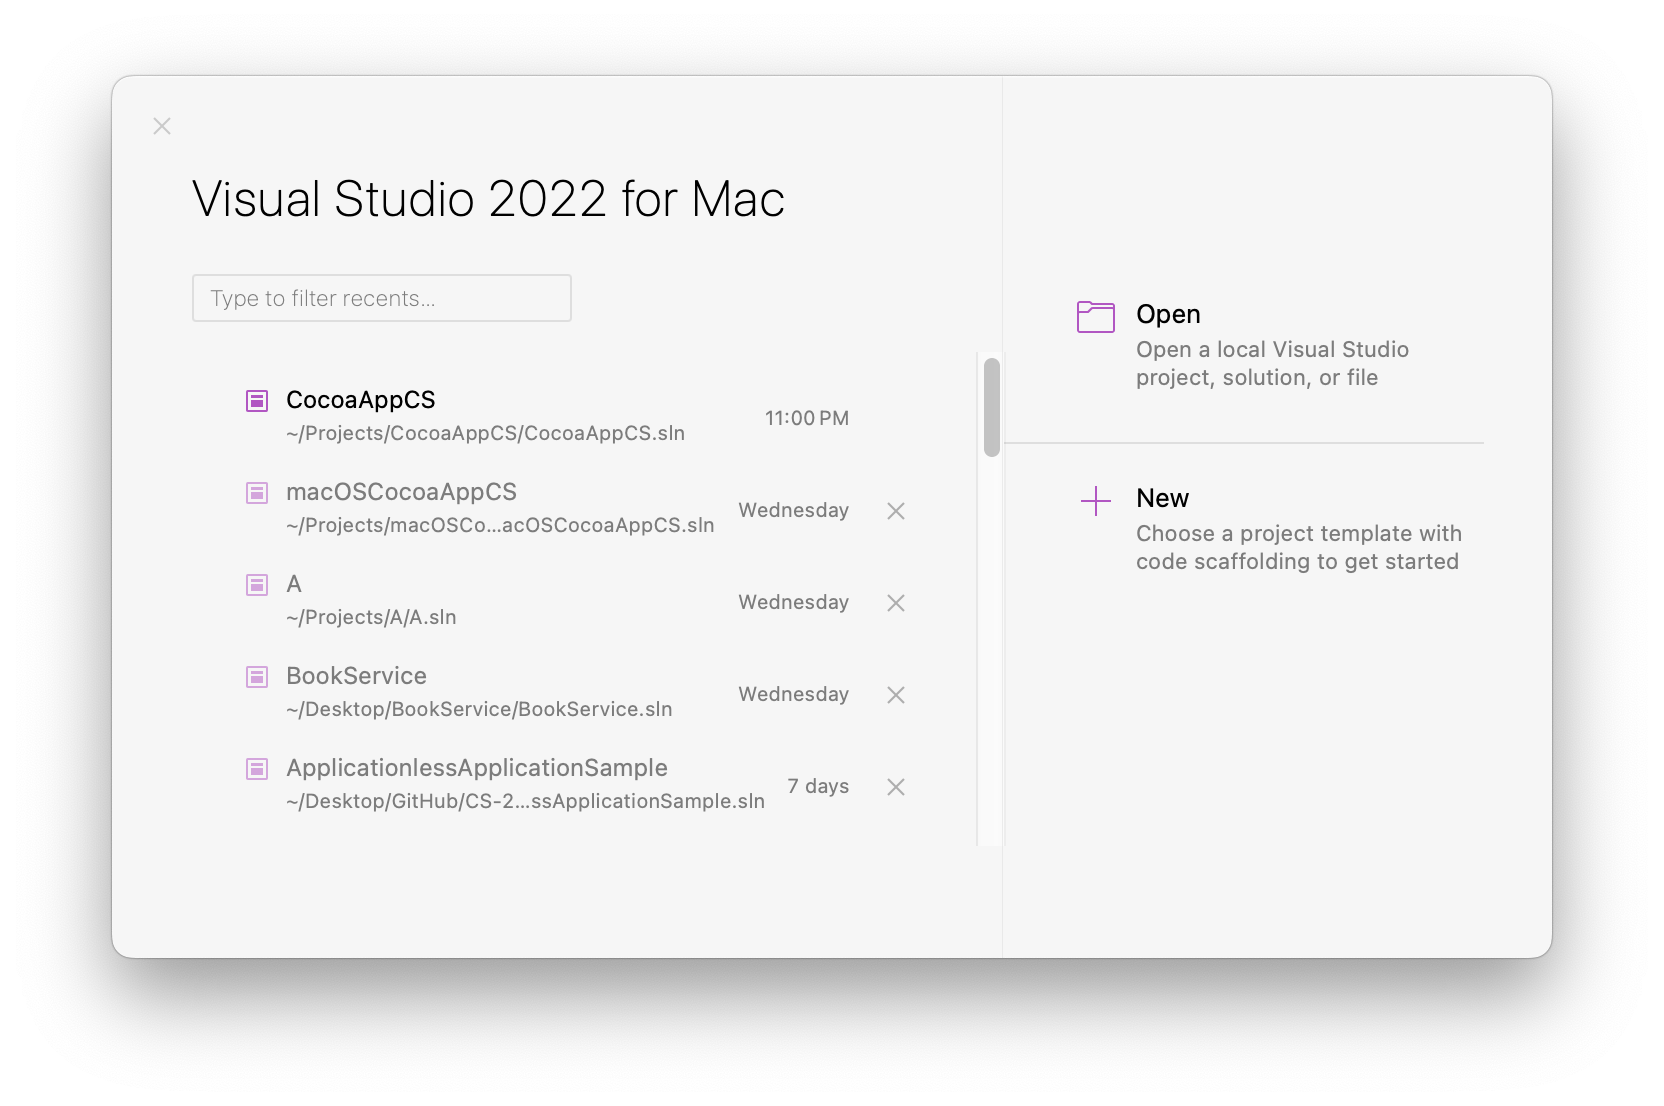 Visual Studio 2022 for Mac
Type to filter recents...
CocoaAppCS
~/Projects/CocoaAppCS/CocoaAppCS.sln
11:00 PM
macOSCocoaAppCS
~/Projects/macOSCo...acOSCocoaAppCS.sln
Wednesday
A
~/Projects/A/A.sln
Wednesday
BookService
~/Desktop/BookService/BookService.sln
Wednesday
ApplicationlessApplicationSample
~/Desktop/GitHub/CS-2...ssApplicationSample.sln
7 days
Open
Open a local Visual Studio
project, solution, or file
New
Choose a project template with
code scaffolding to get started